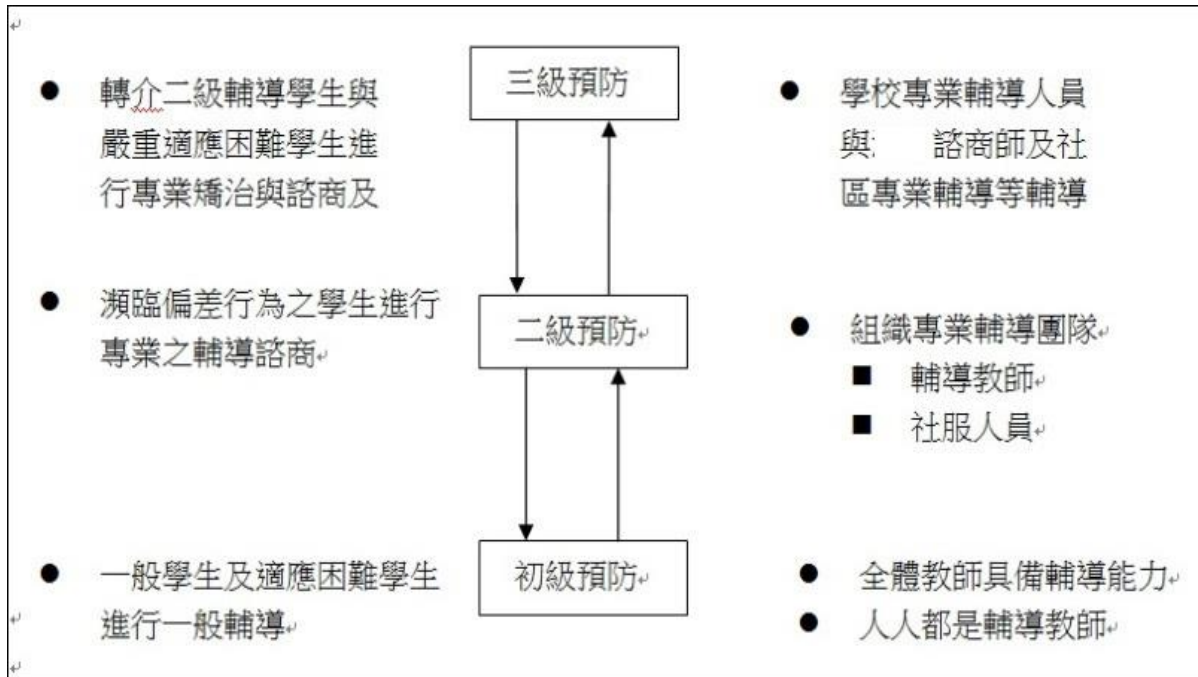 轉介二級輔導學生與
嚴重適應困難學生進
行專業矯治與諮商及
三級預防
學校專業輔導人員
與 諮商師及社
區專業輔導等輔導
瀕臨偏差行為之學生進行
專業之輔導諮商
二級預防
組織專業輔導團隊
輔導教師
社服人員
一般學生及適應困難學生
進行一般輔導
初級預防
全體教師具備輔導能力
人人都是輔導教師